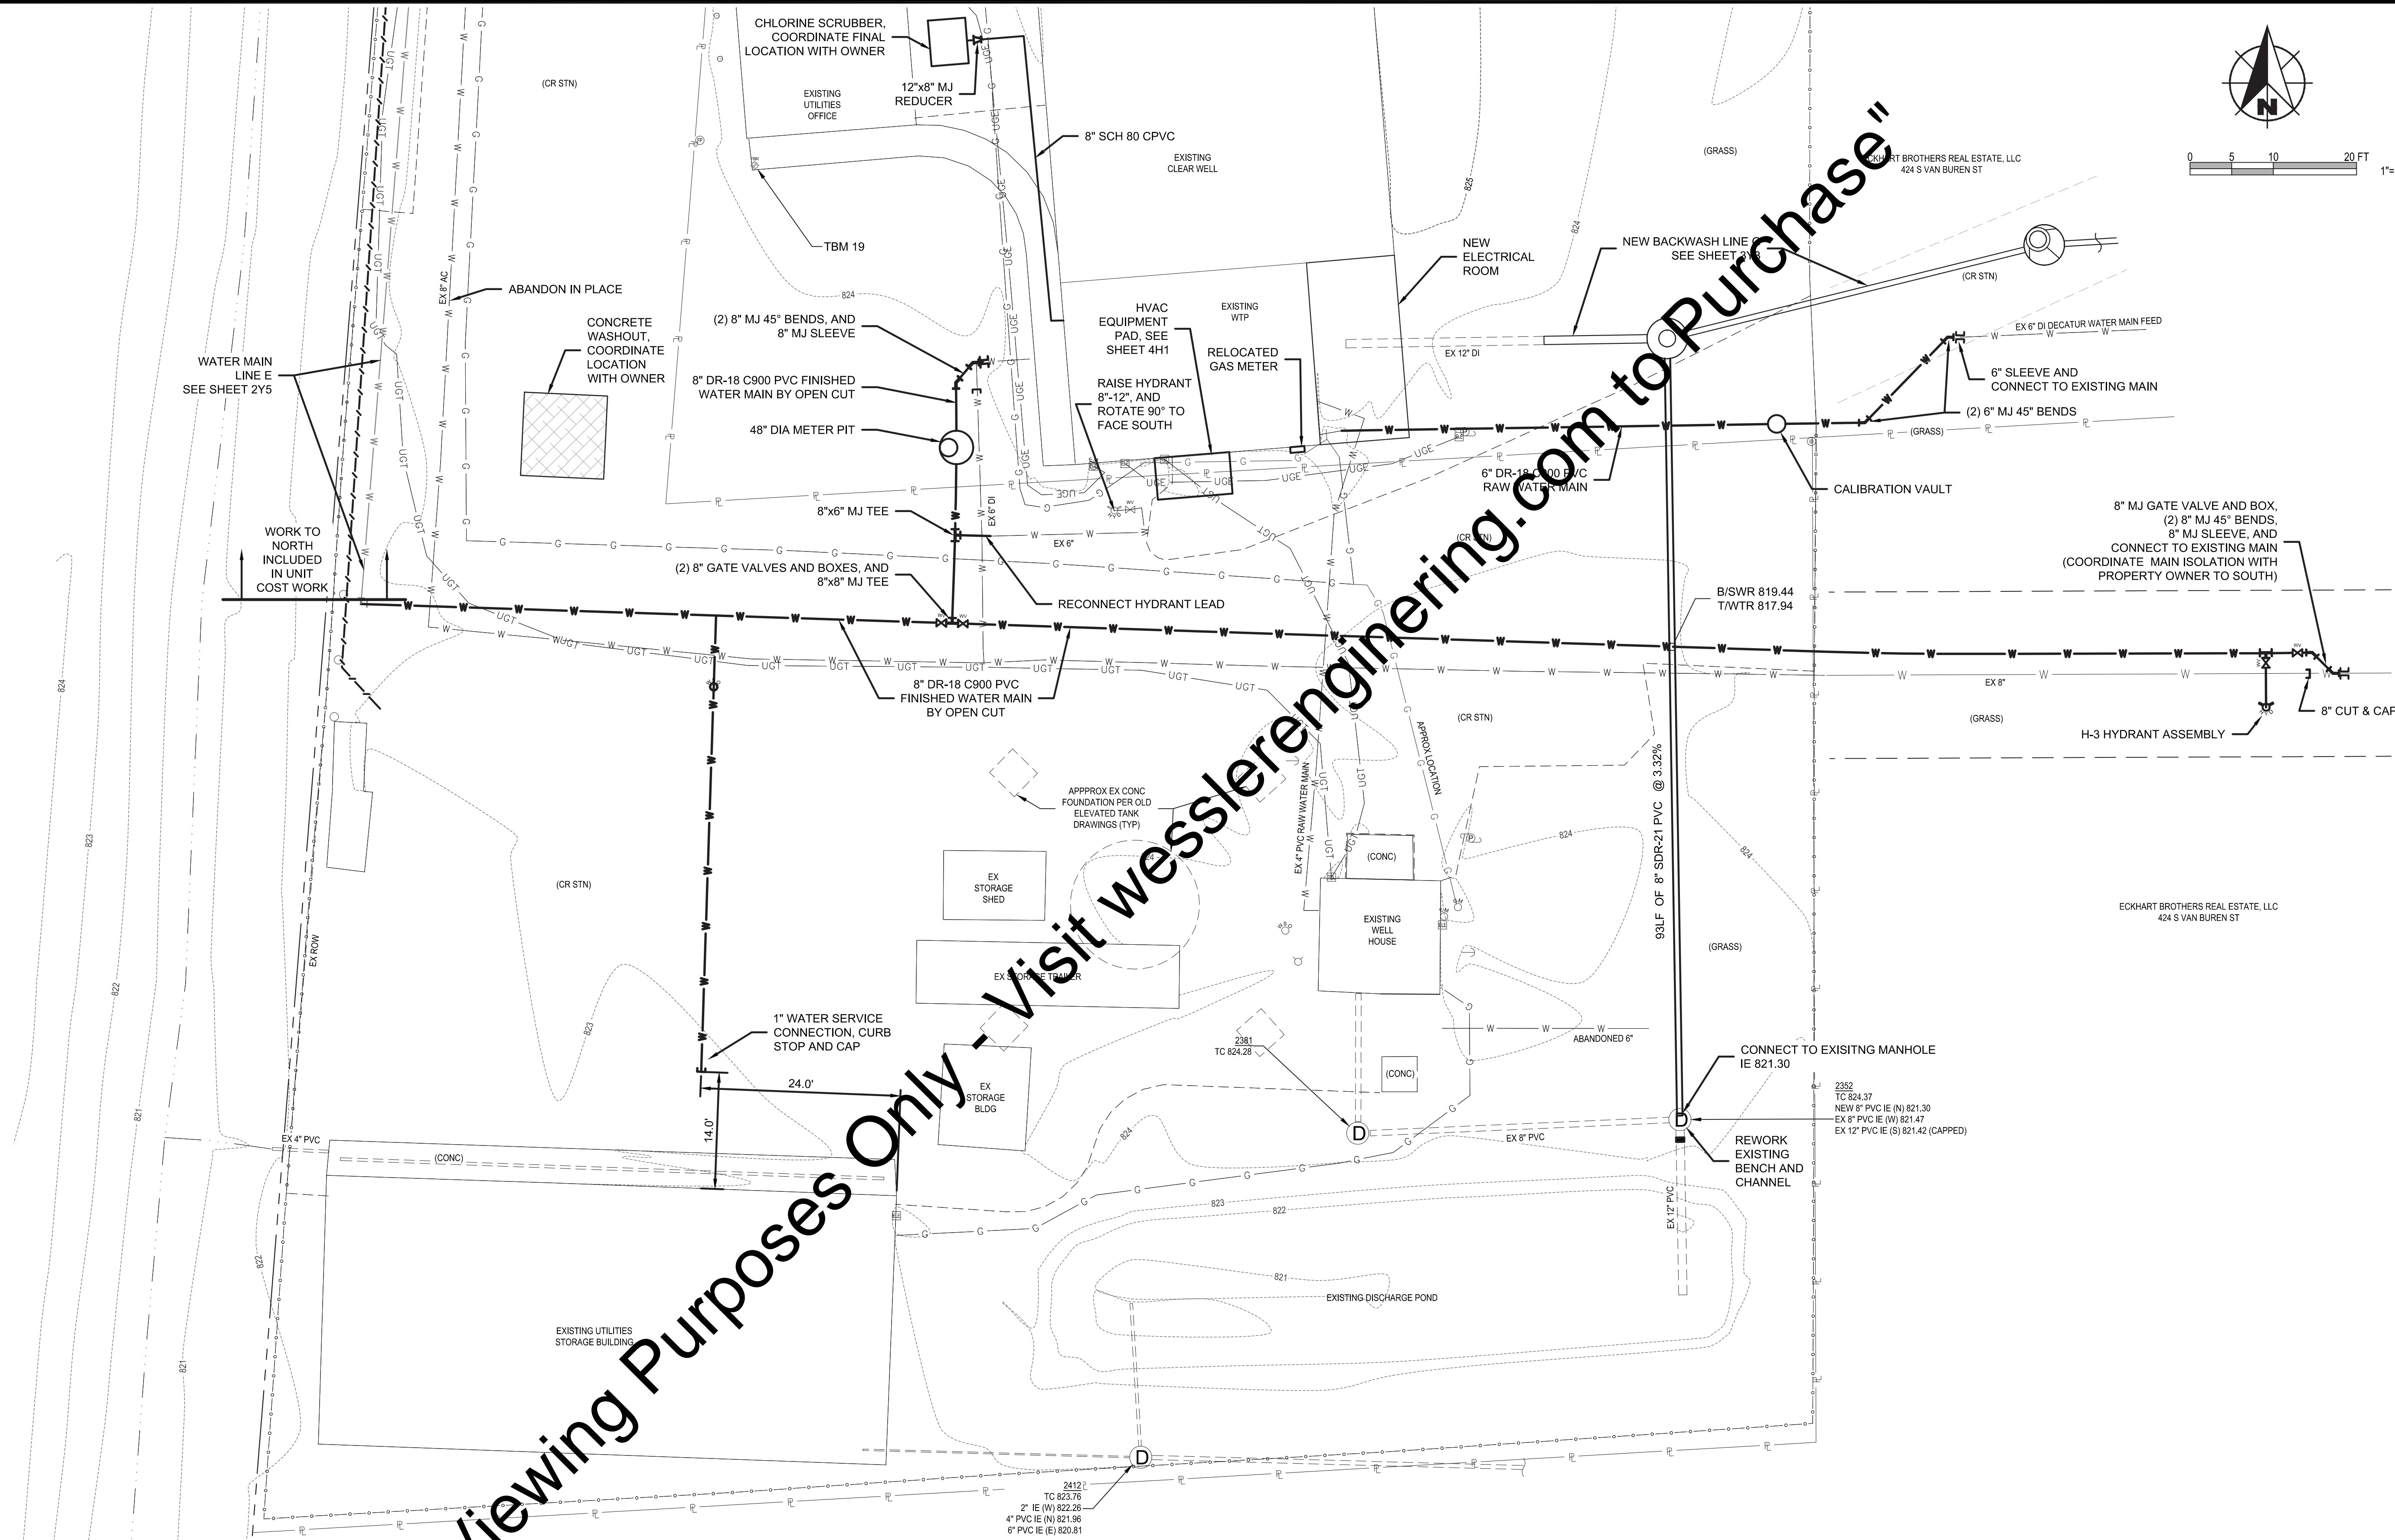 CHLORINE SCRUBBER,
COORDINATE FINAL
LOCATION WITH OWNER
12"x8" MJ
REDUCER
(CR STN)
EXISTING
UTILITIES
OFFICE
8" SCH 80 CPVC
EXISTING
CLEAR WELL
825
(GRASS)
824
ECKHART BROTHERS REAL ESTATE, LLC
424 S VAN BUREN ST
N
0 5 10 20 FT
1"=
TBM 19
824
EX 8" AC
ABANDON IN PLACE
CONCRETE
WASHOUT,
COORDINATE
LOCATION
WITH OWNER
(2) 8" MJ 45° BENDS, AND
8" MJ SLEEVE
8" DR-18 C900 PVC FINISHED
WATER MAIN BY OPEN CUT
48" DIA METER PIT
8"x6" MJ TEE
(2) 8" GATE VALVES AND BOXES, AND
8"x8" MJ TEE
EX 6" DI
EX 6"
RECONNECT HYDRANT LEAD
HVAC
EQUIPMENT
PAD, SEE
SHEET 4H1
EXISTING
WTP
RELOCATED
GAS METER
RAISE HYDRANT
8"-12", AND
ROTATE 90° TO
FACE SOUTH
NEW
ELECTRICAL
ROOM
NEW BACKWASH LINE C
SEE SHEET 3Y3
(CR STN)
EX 12" DI
EX 6" DI DECATUR WATER MAIN FEED
6" SLEEVE AND
CONNECT TO EXISTING MAIN
(2) 6" MJ 45" BENDS
(GRASS)
6" DR-18 C900 PVC
RAW WATER MAIN
CALIBRATION VAULT
(CR STN)
WATER MAIN
LINE E
SEE SHEET 2Y5
WORK TO
NORTH
INCLUDED
IN UNIT
COST WORK
8" MJ GATE VALVE AND BOX,
(2) 8" MJ 45° BENDS,
8" MJ SLEEVE, AND
CONNECT TO EXISTING MAIN
(COORDINATE MAIN ISOLATION WITH
PROPERTY OWNER TO SOUTH)
B/SWR 819.44
T/WTR 817.94
EX 8"
(GRASS)
8" CUT & CAP
H-3 HYDRANT ASSEMBLY
8" DR-18 C900 PVC
FINISHED WATER MAIN
BY OPEN CUT
(CR STN)
APPROX LOCATION
EX 4" PVC RAW WATER MAIN
93LF OF 8" SDR-21 PVC @ 3.32%
APPPROX EX CONC
FOUNDATION PER OLD
ELEVATED TANK
DRAWINGS (TYP)
824
823
822
821
(CR STN)
EX ROW
EX
STORAGE
SHED
(CONC)
EXISTING
WELL
HOUSE
824
824
(GRASS)
ECKHART BROTHERS REAL ESTATE, LLC
424 S VAN BUREN ST
EX STORAGE TRAILER
823
1" WATER SERVICE
CONNECTION, CURB
STOP AND CAP
24.0'
14.0'
EX
STORAGE
BLDG
2381
TC 824.28
ABANDONED 6"
(CONC)
CONNECT TO EXISITNG MANHOLE
IE 821.30
2352
TC 824.37
NEW 8" PVC IE (N) 821.30
EX 8" PVC IE (W) 821.47
EX 12" PVC IE (S) 821.42 (CAPPED)
REWORK
EXISTING
BENCH AND
CHANNEL
EX 4" PVC
(CONC)
824
EX 8" PVC
EX 12" PVC
823
822
821
EXISTING DISCHARGE POND
822
821
EXISTING UTILITIES
STORAGE BUILDING
2412
TC 823.76
2" IE (W) 822.26
4" PVC IE (N) 821.96
6" PVC IE (E) 820.81
Viewing Purposes Only - Visit wesslerengineering.com to Purchase"